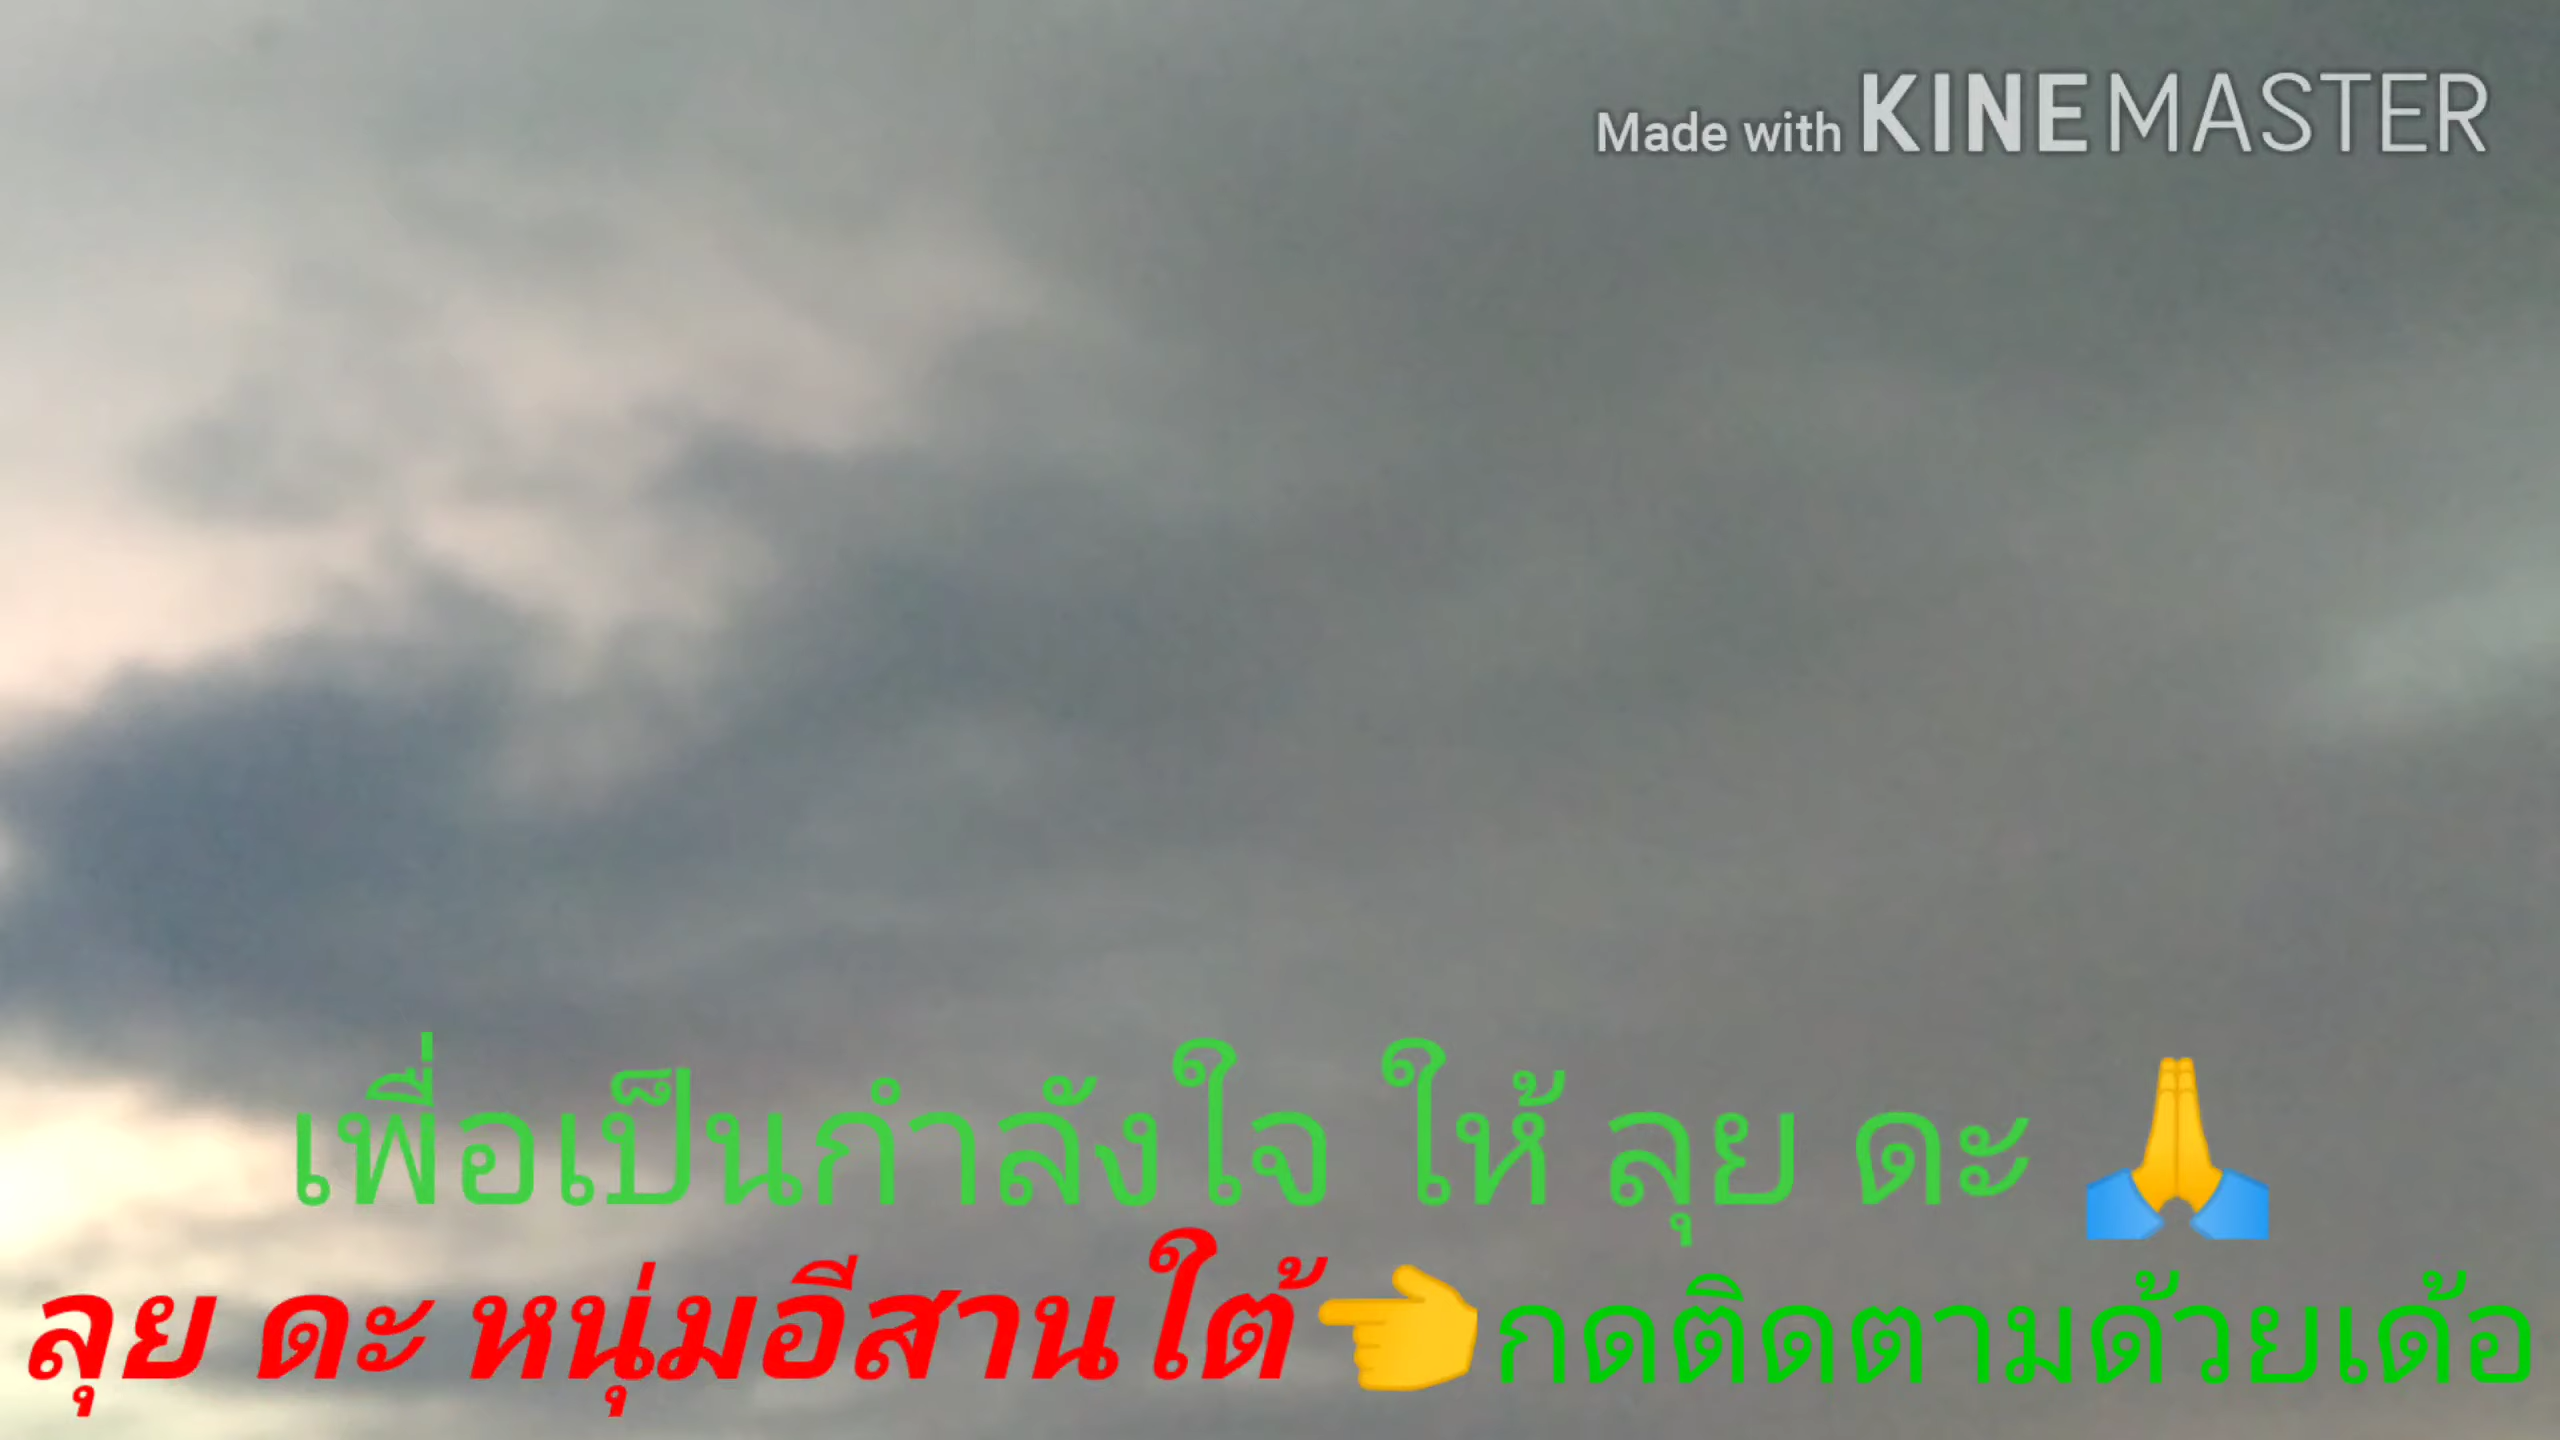 Made with KINEMASTER
เพื่อเป็นกำลังใจ ให้ ลุย ดะ 🙏
ลุย ดะ หนุ่มอีสานใต้👈กดติดตามด้วยเด้อ